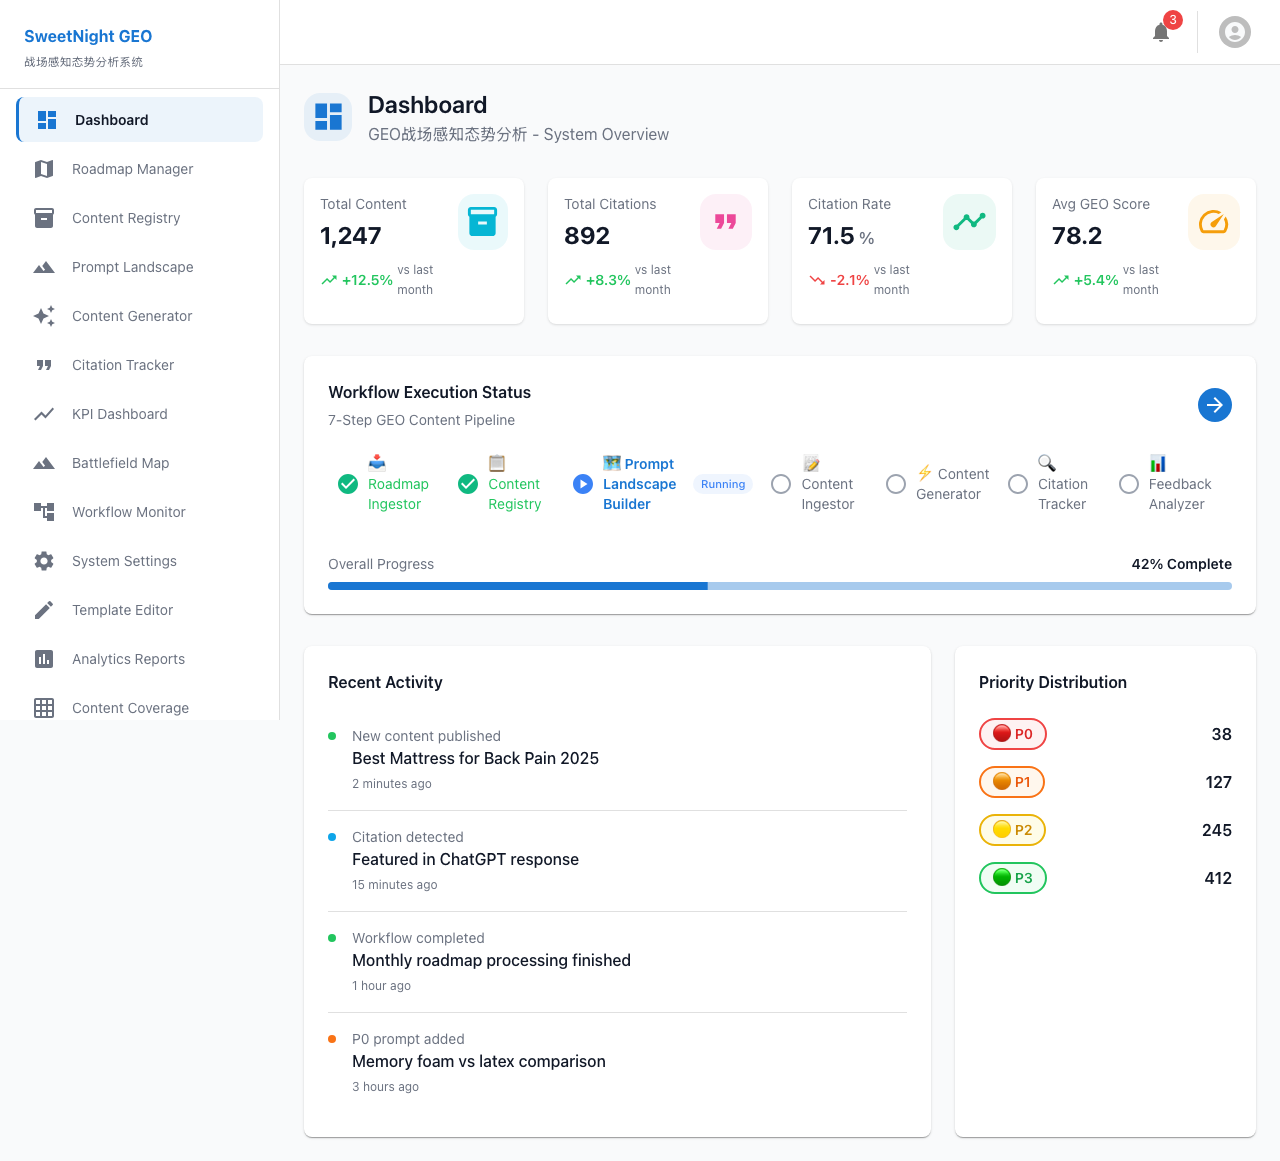 SweetNight GEO
战场感知态势分析系统
Dashboard
Roadmap Manager
Content Registry
Prompt Landscape
Content Generator
Citation Tracker
KPI Dashboard
Battlefield Map
Workflow Monitor
System Settings
Template Editor
Analytics Reports
Content Coverage
3
Dashboard
GEO战场感知态势分析 - System Overview
Total Content
1,247
+12.5% vs last
month
Total Citations
892
+8.3% vs last
month
Citation Rate
71.5 %
-2.1% vs last
month
Avg GEO Score
78.2
+5.4% vs last
month
Workflow Execution Status
7-Step GEO Content Pipeline
Roadmap
Ingestor
Content
Registry
Prompt
Landscape
Builder
Running
Content
Ingestor
Content
Generator
Citation
Tracker
Feedback
Analyzer
Overall Progress
42% Complete
Recent Activity
New content published
Best Mattress for Back Pain 2025
2 minutes ago
Citation detected
Featured in ChatGPT response
15 minutes ago
Workflow completed
Monthly roadmap processing finished
1 hour ago
P0 prompt added
Memory foam vs latex comparison
3 hours ago
Priority Distribution
P0 38
P1 127
P2 245
P3 412